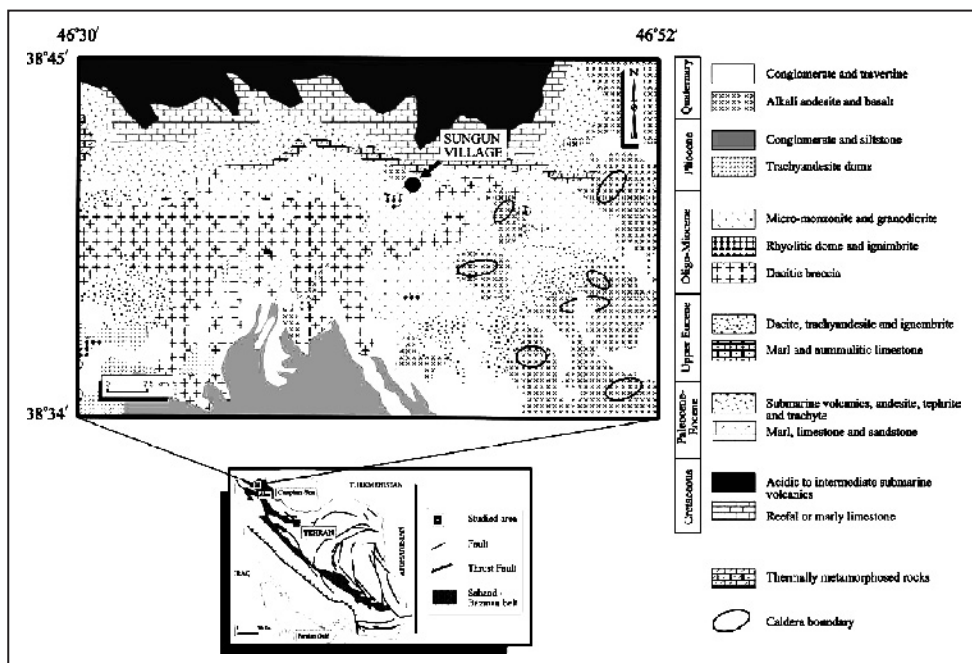 46°30′
46°52′
38°45′
38°34′
N
SUNGUN
VILLAGE
Quaternary
Conglomerate and travertine
Alkali andesite and basalt
Pliocene
Conglomerate and siltstone
Trachyandesite dome
Oligo-Miocene
Micro-monzonite and granodiorite
Rhyolitic dome and ignimbrite
Dacitic breccia
Upper Eocene
Dacite, trachyandesite and ignembrite
Marl and nummulitic limestone
Paleocene-
Eocene
Submarine volcanics, andesite, tephrite
and trachyte
Marl, limestone and sandstone
Cretaceous
Acidic to intermediate submarine
volcanics
Reefal or marly limestone
Thermally metamorphosed rocks
Caldera boundary
Caspian Sea
TURKMENISTAN
TEHRAN
IRAQ
AFGHANISTAN
Persian Gulf
Studied area
Fault
Thrust Fault
Sahand -
Bazman belt